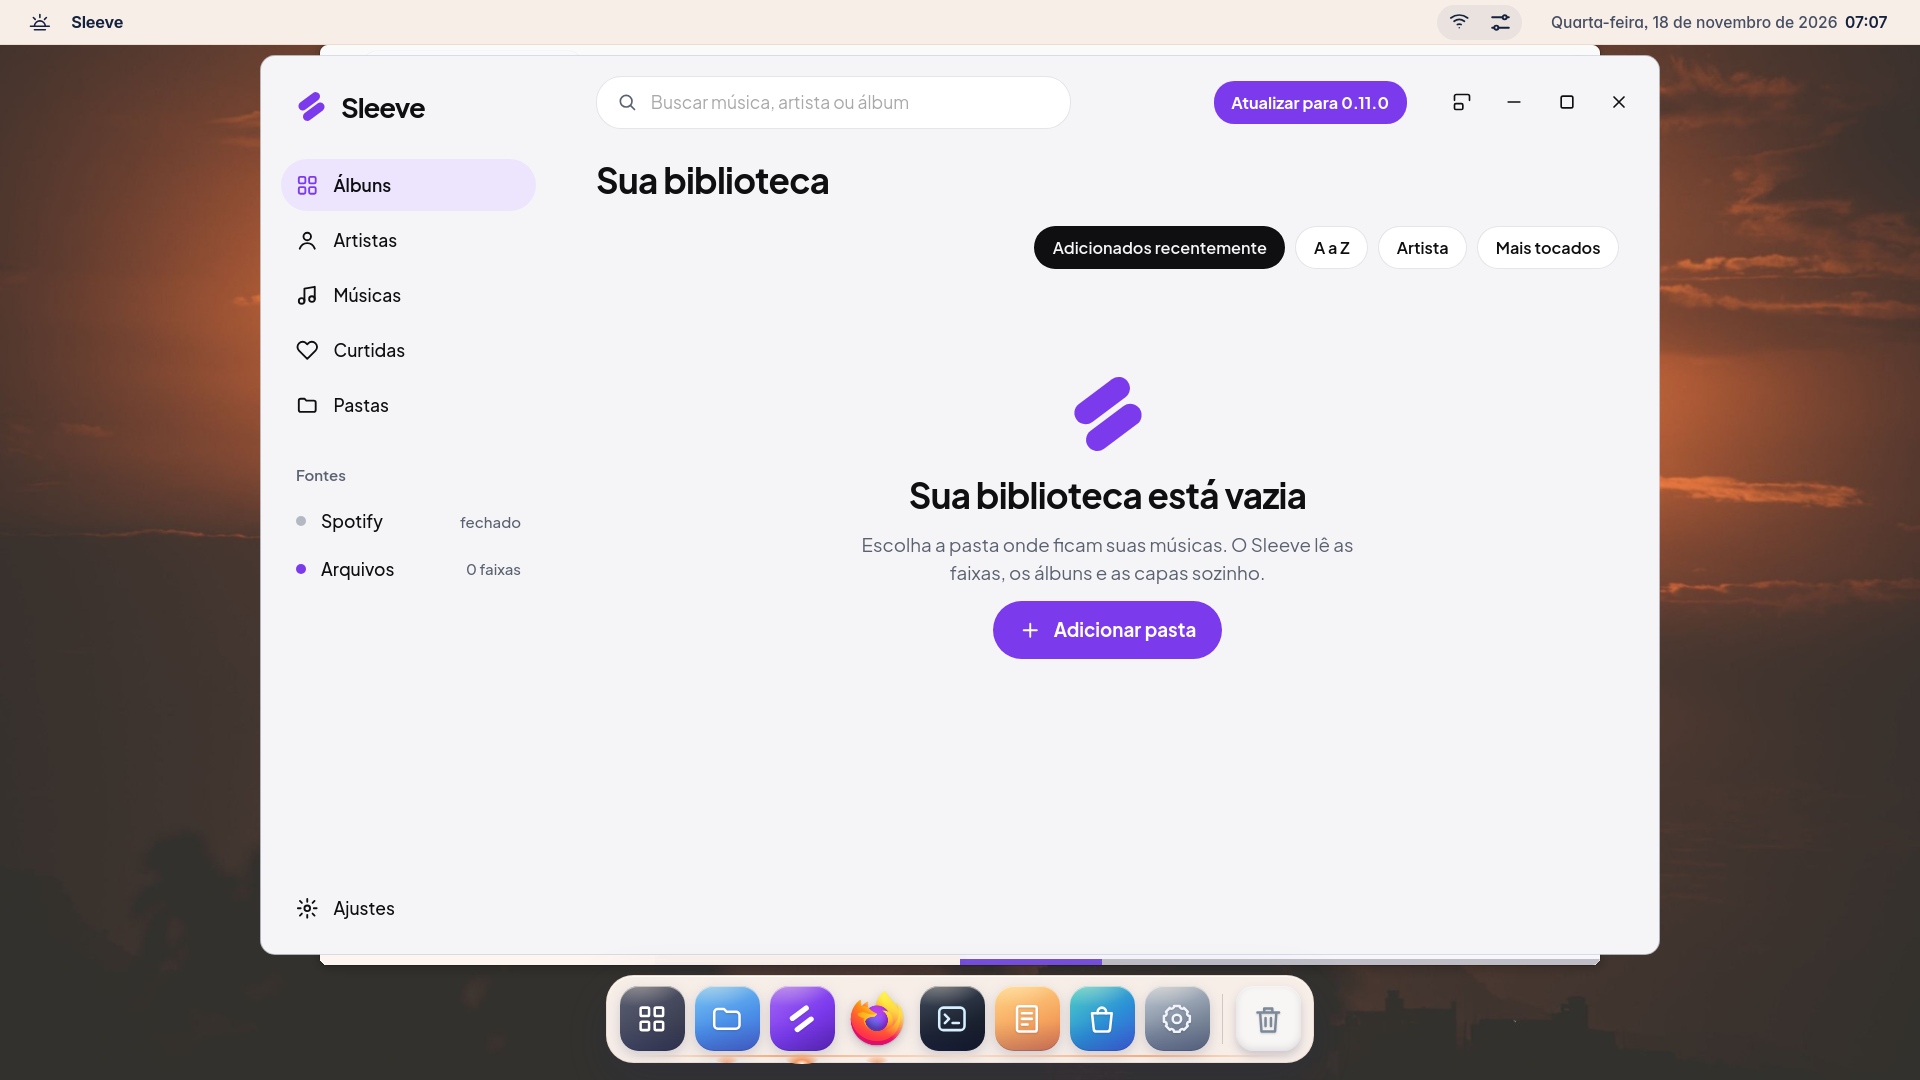 Sleeve
Quarta-feira, 18 de novembro de 2026 07:07
Sleeve
Buscar música, artista ou álbum
Atualizar para 0.11.0
Álbuns
Artistas
Músicas
Curtidas
Pastas
Fontes
Spotify fechado
Arquivos 0 faixas
Ajustes
Sua biblioteca
Adicionados recentemente
A a Z
Artista
Mais tocados
Sua biblioteca está vazia
Escolha a pasta onde ficam suas músicas. O Sleeve lê as
faixas, os álbuns e as capas sozinho.
Adicionar pasta